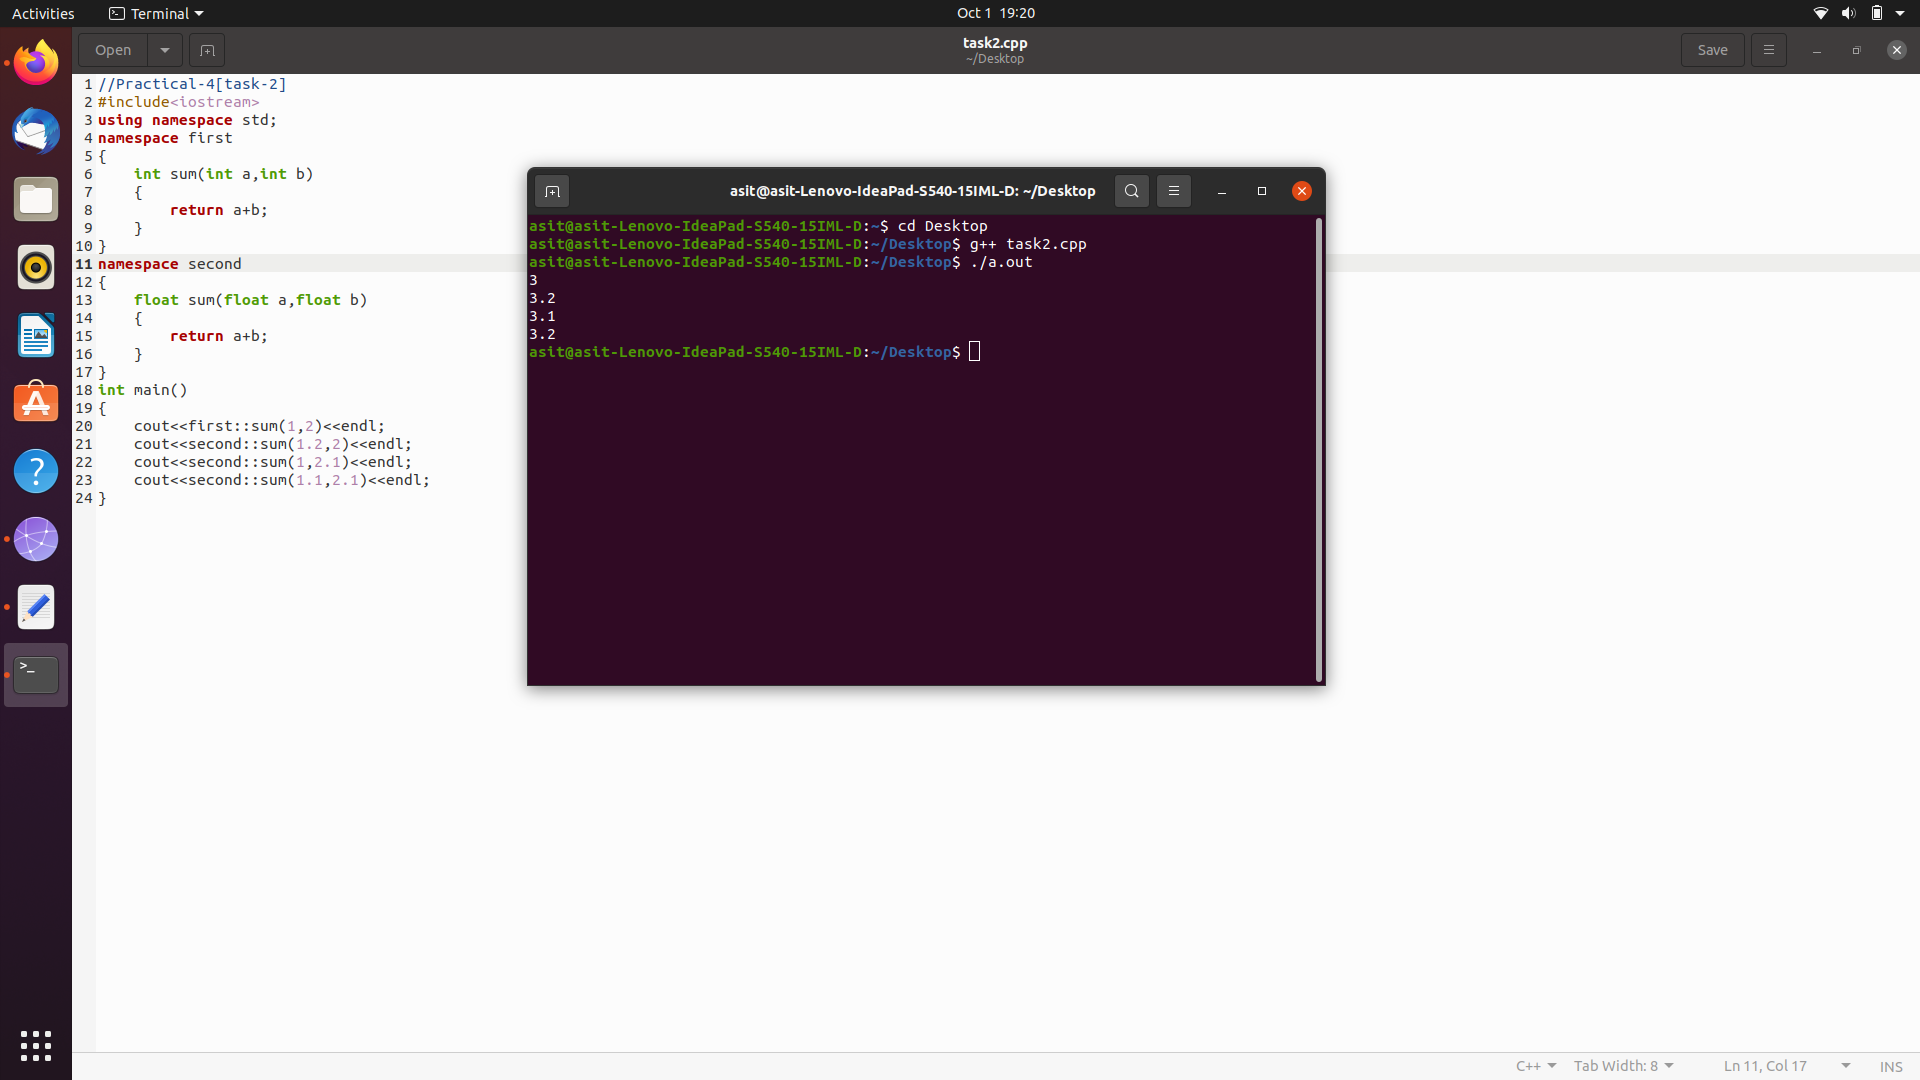 Activities Terminal Oct 1 19:20
Open task2.cpp Save
~/Desktop
1 //Practical-4[task-2]
2 #include<iostream>
3 using namespace std;
4 namespace first
5 {
6     int sum(int a,int b)
7     {
8         return a+b;
9     }
10 }
11 namespace second
12 {
13     float sum(float a,float b)
14     {
15         return a+b;
16     }
17 }
18 int main()
19 {
20     cout<<first::sum(1,2)<<endl;
21     cout<<second::sum(1.2,2)<<endl;
22     cout<<second::sum(1,2.1)<<endl;
23     cout<<second::sum(1.1,2.1)<<endl;
24 }
asit@asit-Lenovo-IdeaPad-S540-15IML-D: ~/Desktop
asit@asit-Lenovo-IdeaPad-S540-15IML-D:~$ cd Desktop
asit@asit-Lenovo-IdeaPad-S540-15IML-D:~/Desktop$ g++ task2.cpp
asit@asit-Lenovo-IdeaPad-S540-15IML-D:~/Desktop$ ./a.out
3
3.2
3.1
3.2
asit@asit-Lenovo-IdeaPad-S540-15IML-D:~/Desktop$
C++ Tab Width: 8 Ln 11, Col 17 INS